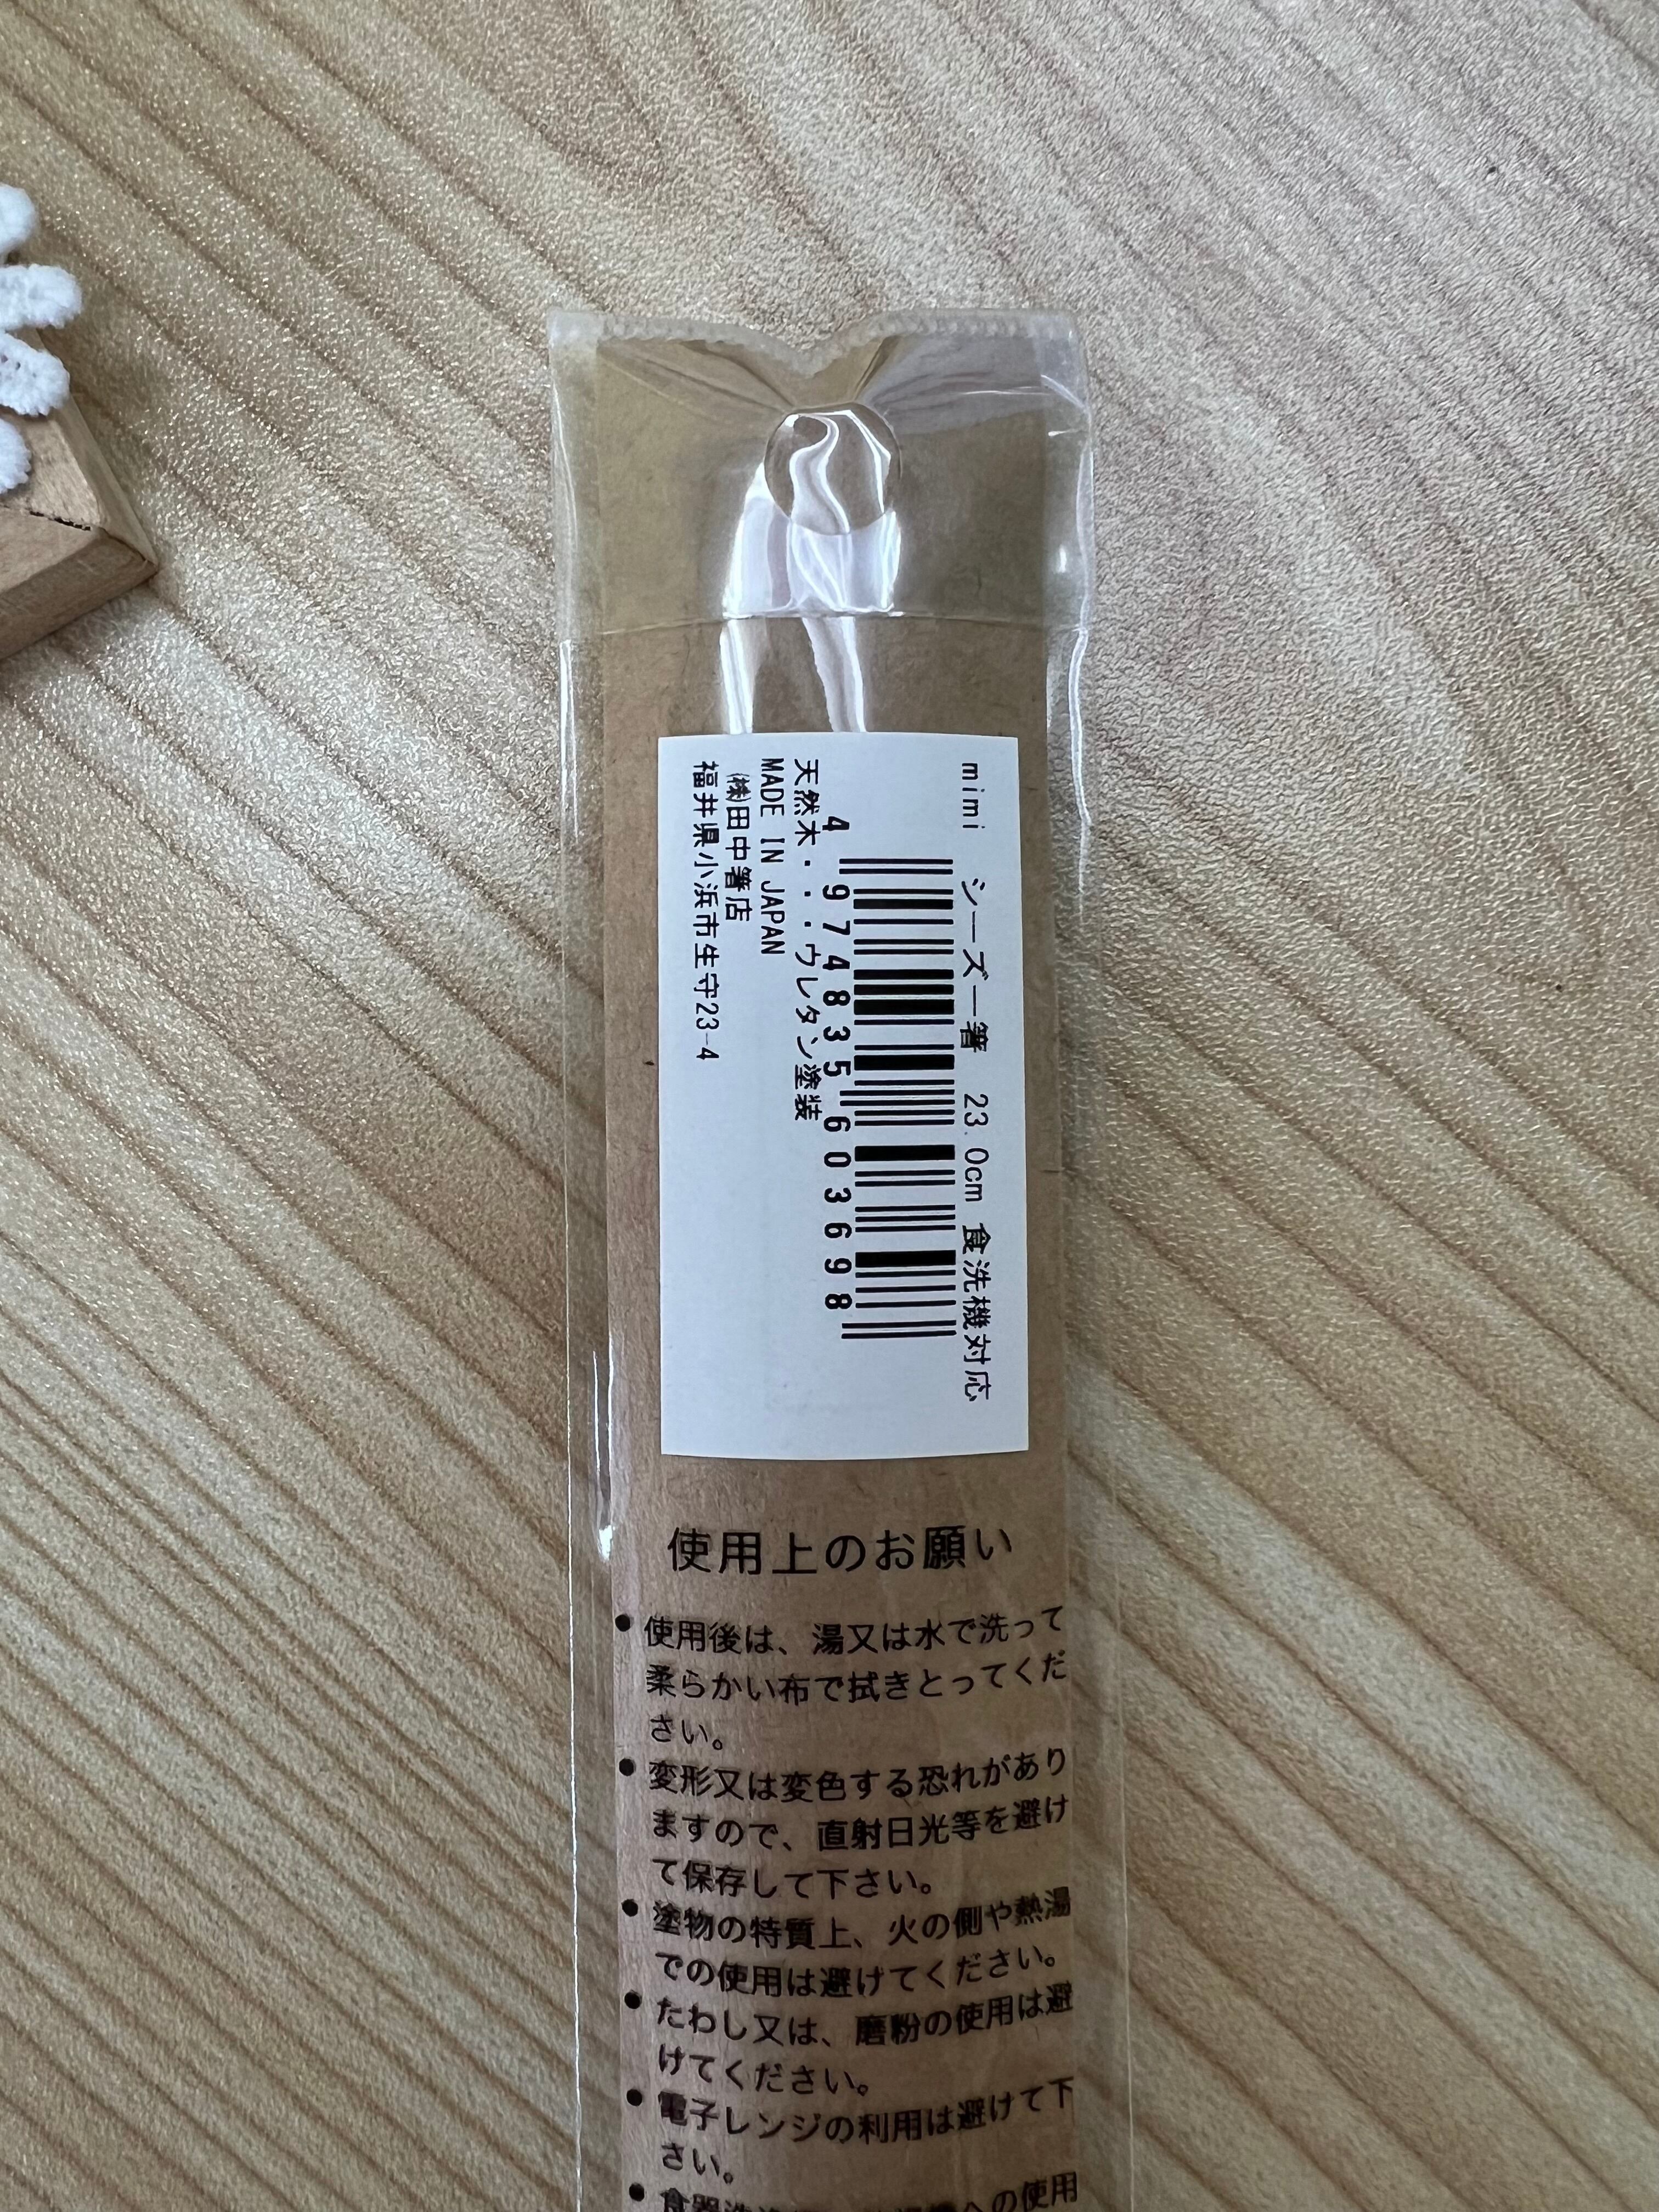 mimi シーズー箸 23.0cm 食洗機対応
4 974835 603698
天然木・・・ウレタン塗装
MADE IN JAPAN
㈱田中箸店
福井県小浜市生守23-4
使用上のお願い
● 使用後は、湯又は水で洗って
柔らかい布で拭きとってくだ
さい。
● 変形又は変色する恐れがあり
ますので、直射日光等を避け
て保存して下さい。
● 塗物の特質上、火の側や熱湯
での使用は避けてください。
● たわし又は、磨粉の使用は避
けてください。
● 電子レンジの利用は避けて下
さい。
● 食器洗 への使用